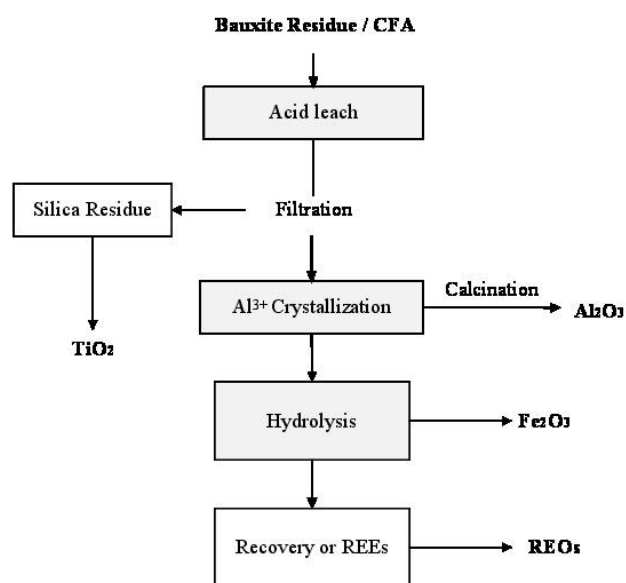 Bauxite Residue / CFA
Acid leach
Silica Residue
Filtration
Al³⁺ Crystallization
Calcination
Al₂O₃
TiO₂
Hydrolysis
Fe₂O₃
Recovery or REEs
REOs